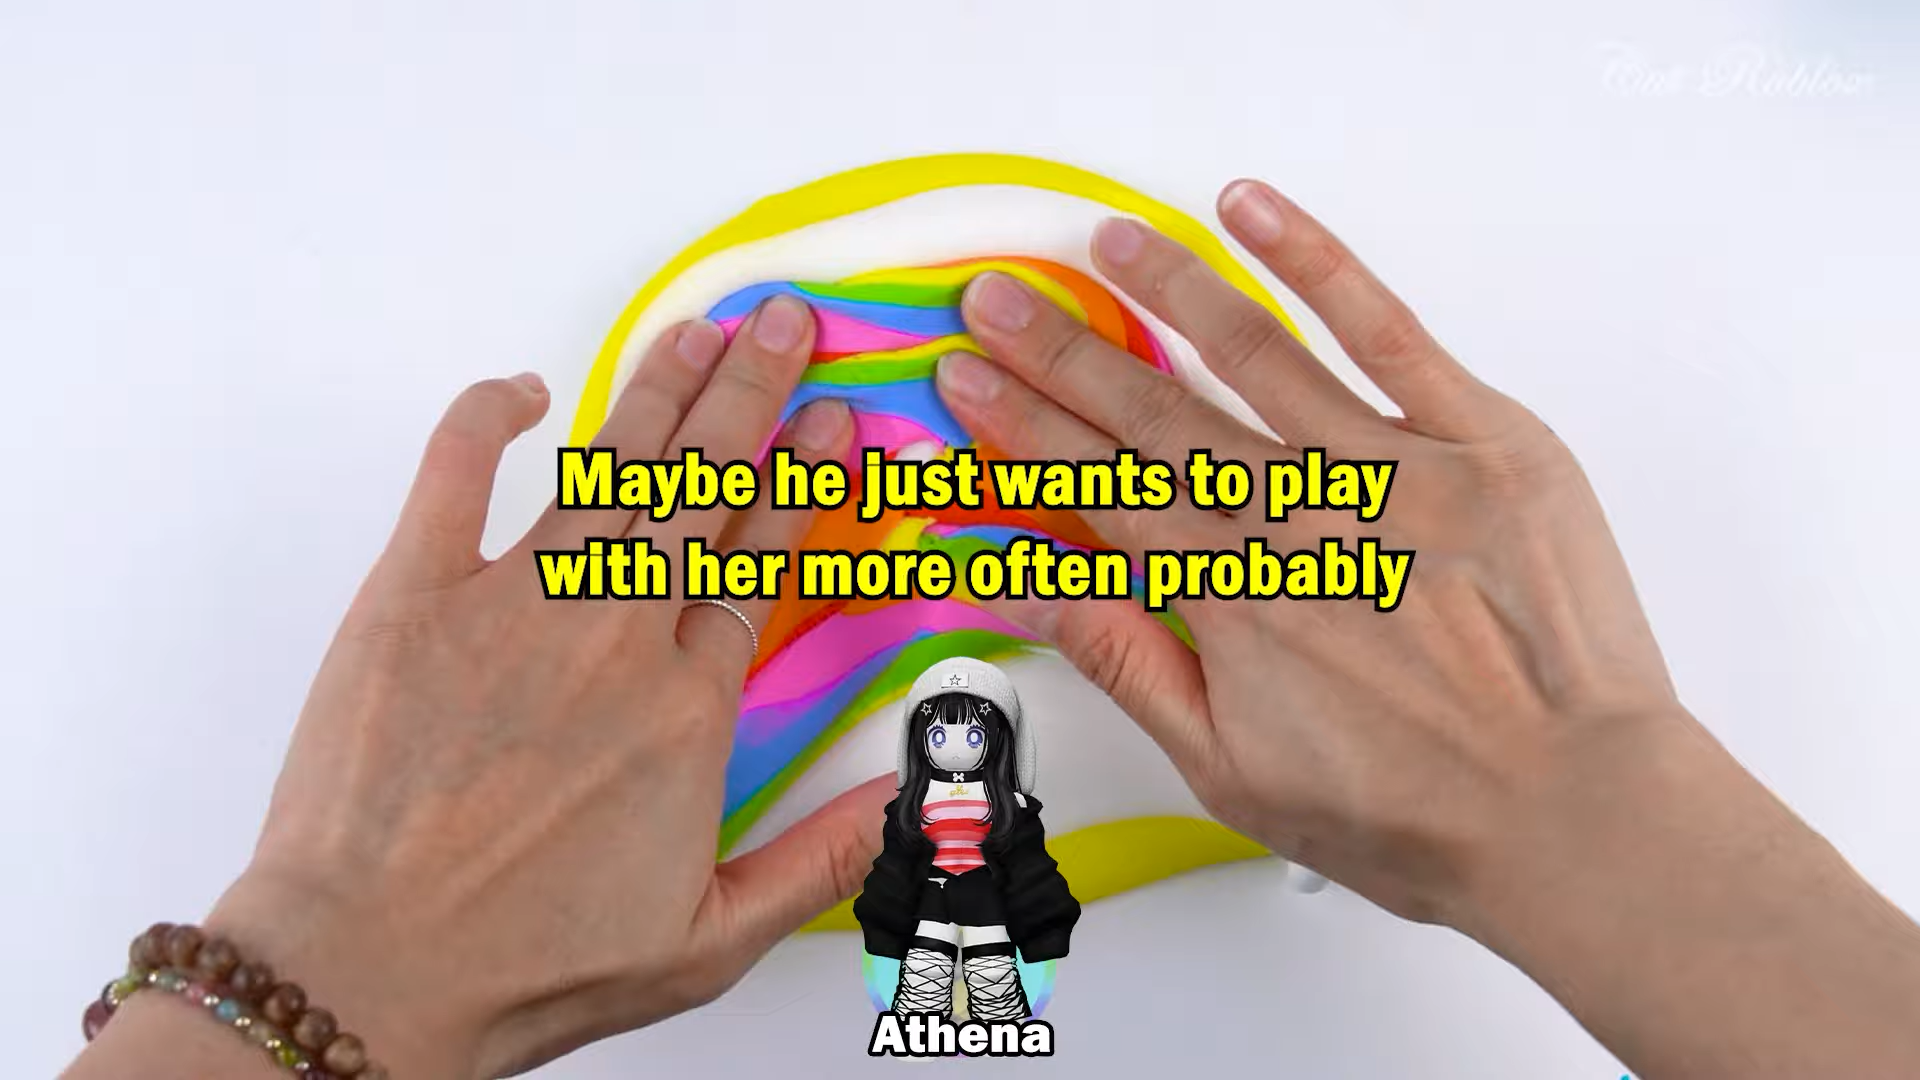 Maybe he just wants to play
with her more often probably
Athena